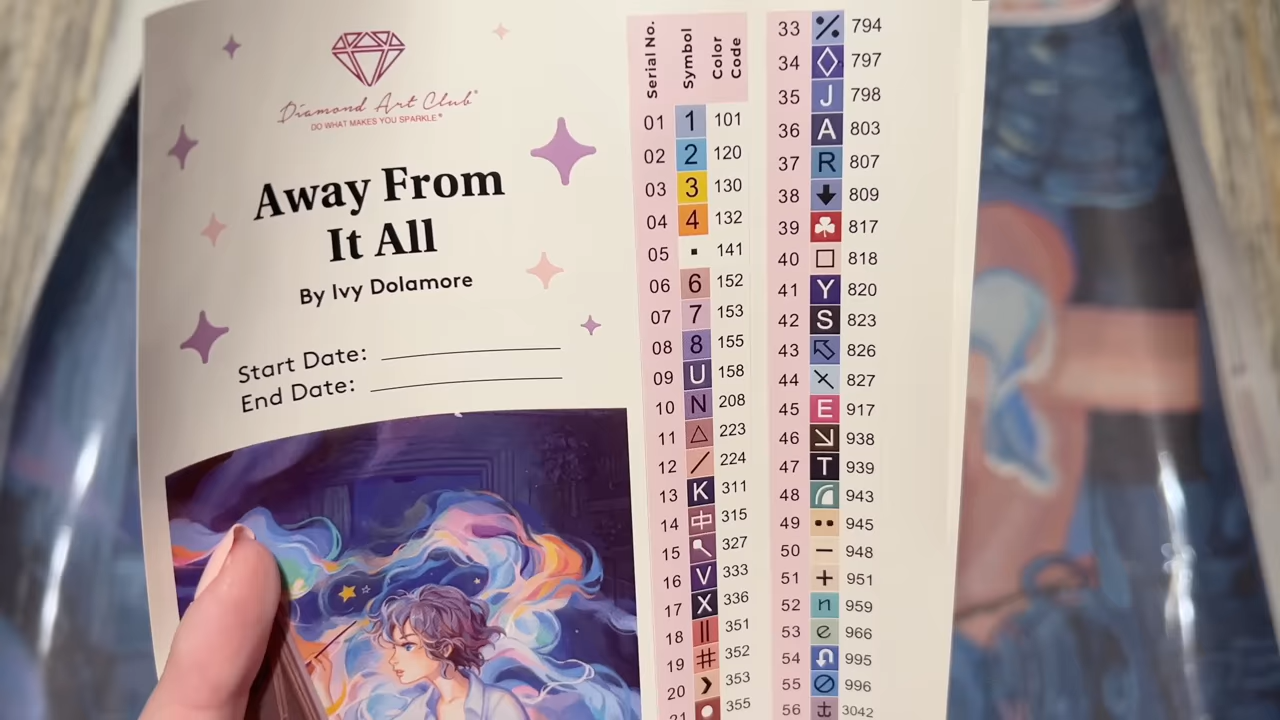 Diamond Art Club®
DO WHAT MAKES YOU SPARKLE™
Away From
It All
By Ivy Dolamore
Start Date:
End Date:
Serial No. Symbol Color Code
01 1 101
02 2 120
03 3 130
04 4 132
05 ▪ 141
06 6 152
07 7 153
08 8 155
09 U 158
10 N 208
11 △ 223
12 / 224
13 K 311
14 中 315
15 327
16 V 333
17 X 336
18 || 351
19 # 352
20 ❯ 353
21 ● 355
33 ٪ 794
34 ◊ 797
35 J 798
36 A 803
37 R 807
38 ⬇ 809
39 ☘ 817
40 □ 818
41 Y 820
42 S 823
43 ⇖ 826
44 827
45 E 917
46 ↘ 938
47 T 939
48 943
49 •• 945
50 − 948
51 + 951
52 n 959
53 e 966
54 995
55 ⊘ 996
56 ⚓ 3042